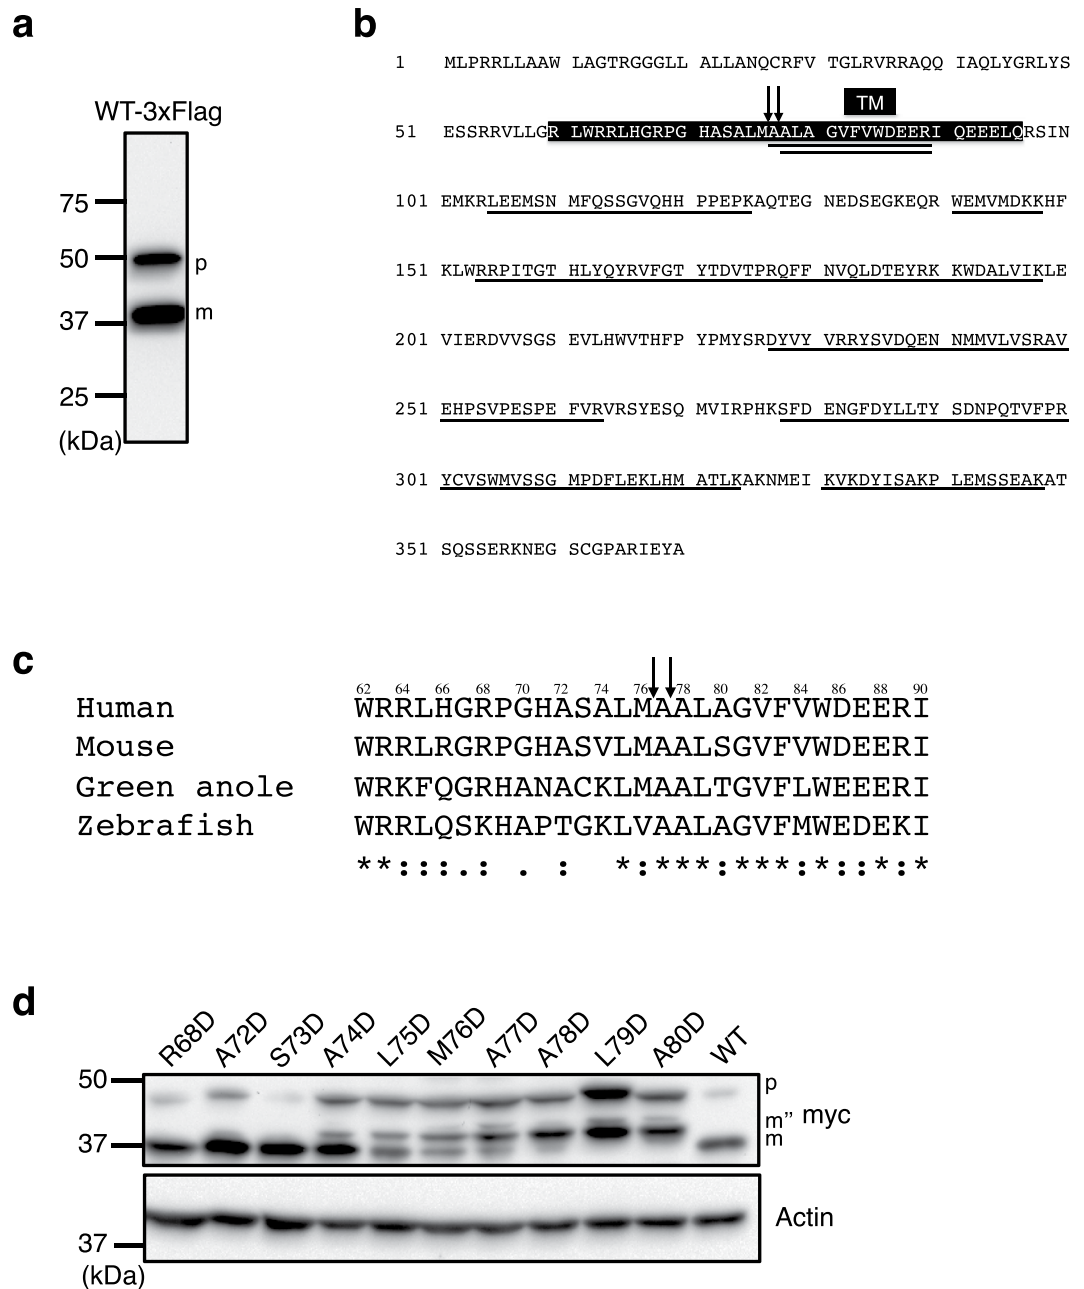 a
WT-3xFlag
75
50
37
25
(kDa)
p
m
b
1 MLPRRLLAAW LAGTRGGGLL ALLANQCRFV TGLRVRRAQQ IAQLYGRLYS
TM
51 ESSRRVLLGR LWRRLHGRPG HASALMAALA GVFVWDEERI QEEELQRSIN
101 EMKRLEEMSN MFQSSGVQHH PPEPKAQTEG NEDSEGKEQR WEMVMDKKHF
151 KLWRRPITGT HLYQYRVFGT YTDVTPRQFF NVQLDTEYRK KWDALVIKLE
201 VIERDVVSGS EVLHWVTHFP YPMYSRDYVY VRRYSVDQEN NMMVLVSRAV
251 EHPSVPESPE FVRVRSYESQ MVIRPHKSFD ENGFDYLLTY SDNPQTVFPR
301 YCVSWMVSSG MPDFLEKLHM ATLKAKNMEI KVKDYISAKP LEMSSEAKAT
351 SQSSERKNEG SCGPARIEYA
c
62 64 66 68 70 72 74 76 78 80 82 84 86 88 90
Human WRRLHGRPGHASALMAALAGVFVWDEERI
Mouse WRRLRGRPGHASVLMAALSGVFVWDEERI
Green anole WRKFQGRHANACKLMAALTGVFLWEEERI
Zebrafish WRRLQSKHAPTGKLVAALAGVFMWEDEKI
**:::.: . : *:***:***:*::*:*
d
R68D A72D S73D A74D L75D M76D A77D A78D L79D A80D WT
50
37
p
m”
m
myc
Actin
37
(kDa)